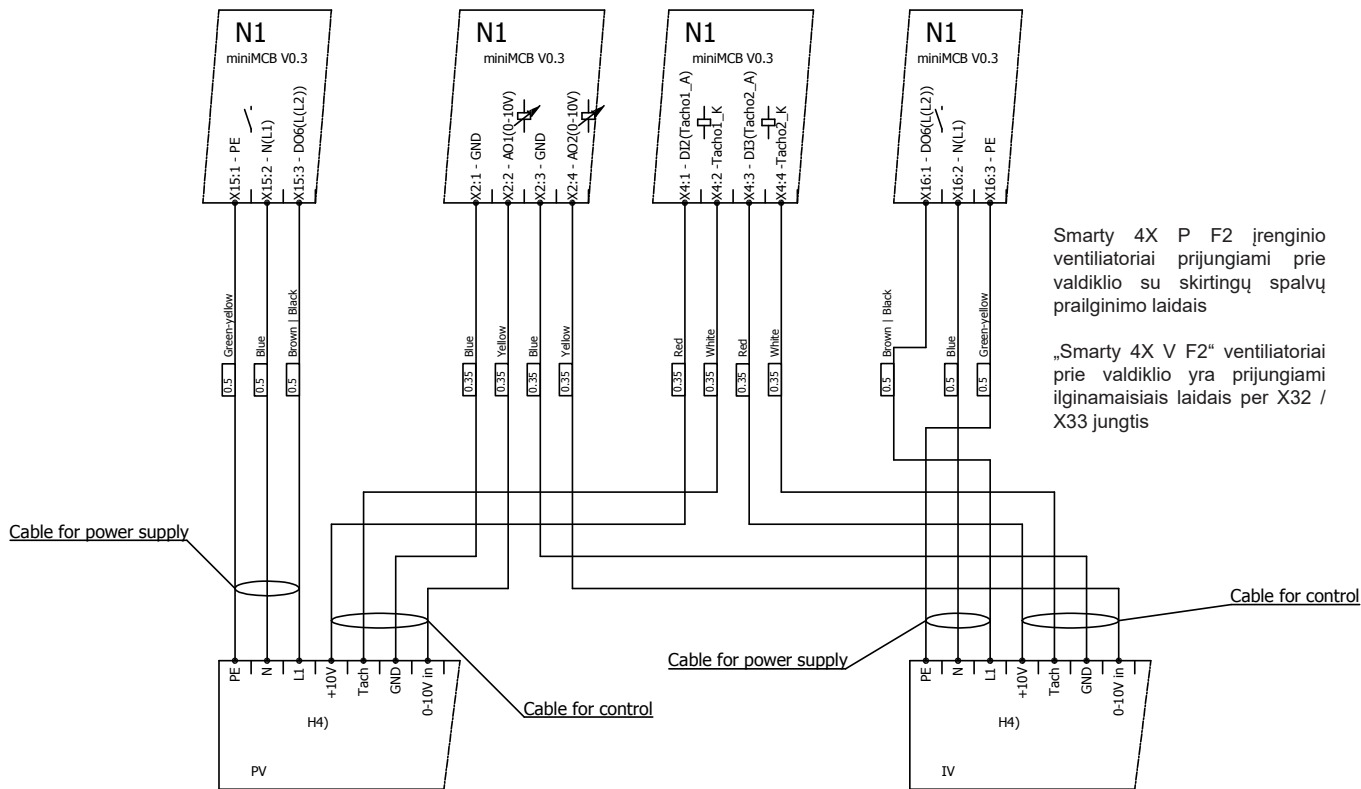 N1
miniMCB V0.3
X15:1 - PE
X15:2 - N(L1)
X15:3 - DO6(L(L2))
N1
miniMCB V0.3
X2:1 - GND
X2:2 - AO1(0-10V)
X2:3 - GND
X2:4 - AO2(0-10V)
N1
miniMCB V0.3
X4:1 - DI2(Tacho1_A)
X4:2 -Tacho1_K
X4:3 - DI3(Tacho2_A)
X4:4 -Tacho2_K
N1
miniMCB V0.3
X16:1 - DO6(L(L2))
X16:2 - N(L1)
X16:3 - PE
Smarty 4X P F2 įrenginio
ventiliatoriai prijungiami prie
valdiklio su skirtingų spalvų
prailginimo laidais
„Smarty 4X V F2“ ventiliatoriai
prie valdiklio yra prijungiami
ilginamaisiais laidais per X32 /
X33 jungtis
0.5 Green-yellow
0.5 Blue
0.5 Brown | Black
0.35 Blue
0.35 Yellow
0.35 Blue
0.35 Yellow
0.35 Red
0.35 White
0.35 Red
0.35 White
0.5 Brown | Black
0.5 Blue
0.5 Green-yellow
Cable for power supply
Cable for control
Cable for power supply
Cable for control
PE
N
L1
+10V
Tach
GND
0-10V in
H4)
PV
PE
N
L1
+10V
Tach
GND
0-10V in
H4)
IV